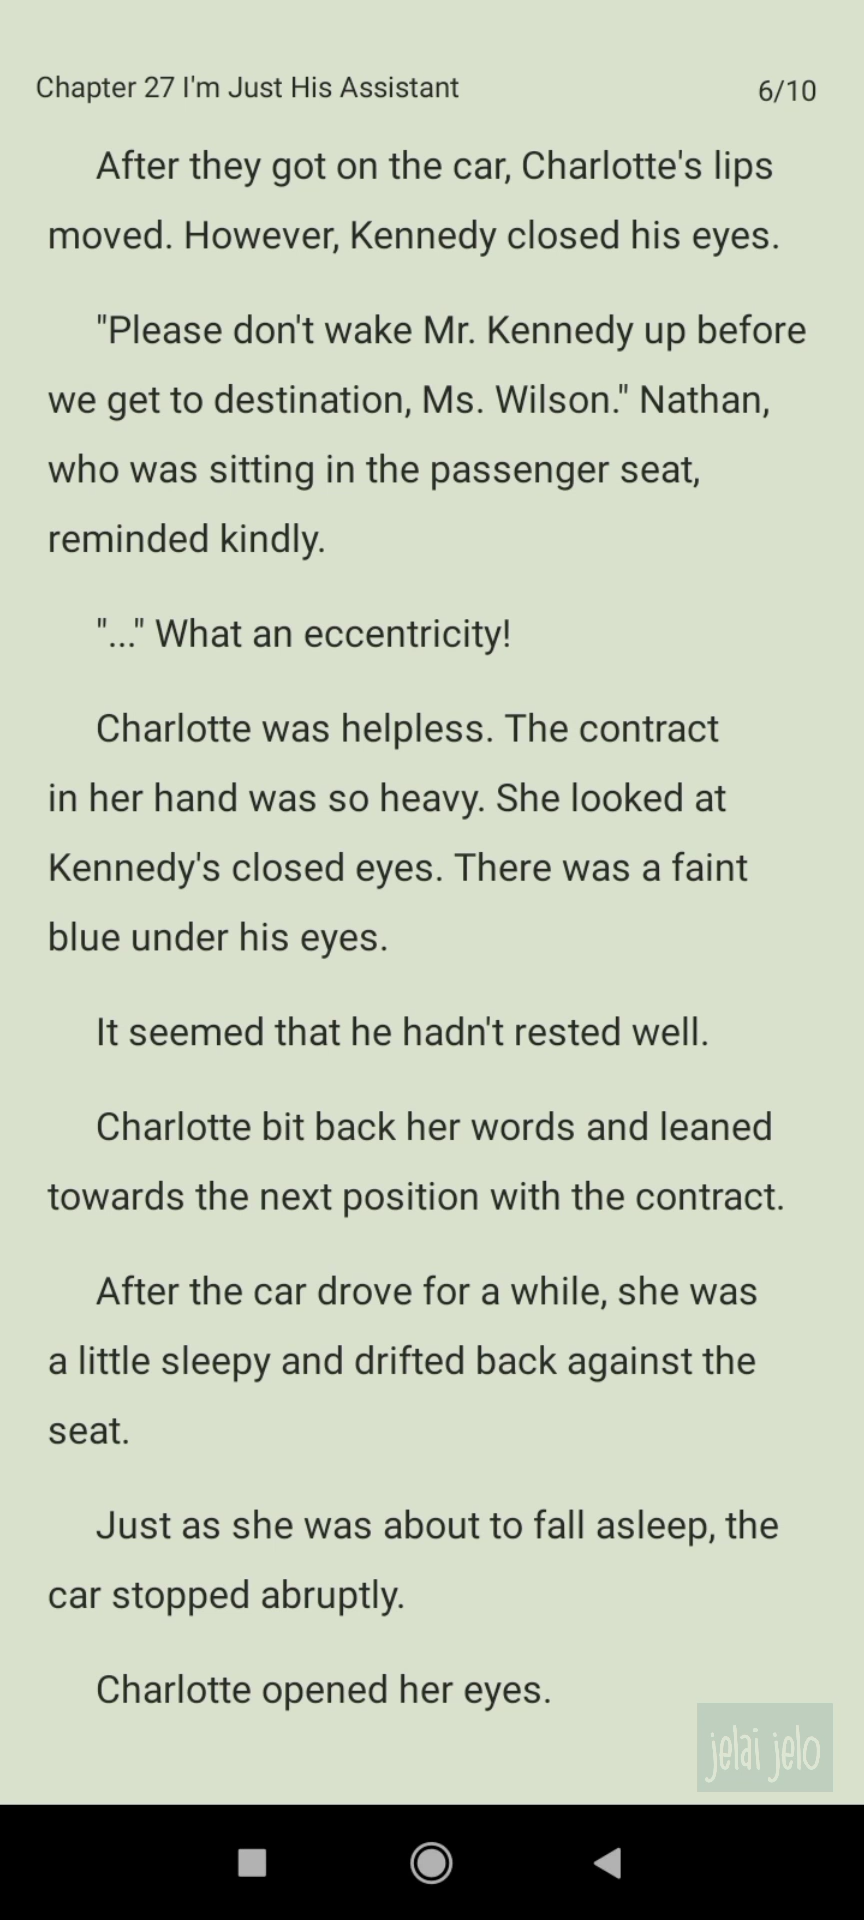 Chapter 27 I'm Just His Assistant
6/10
After they got on the car, Charlotte's lips
moved. However, Kennedy closed his eyes.
"Please don't wake Mr. Kennedy up before
we get to destination, Ms. Wilson." Nathan,
who was sitting in the passenger seat,
reminded kindly.
"..." What an eccentricity!
Charlotte was helpless. The contract
in her hand was so heavy. She looked at
Kennedy's closed eyes. There was a faint
blue under his eyes.
It seemed that he hadn't rested well.
Charlotte bit back her words and leaned
towards the next position with the contract.
After the car drove for a while, she was
a little sleepy and drifted back against the
seat.
Just as she was about to fall asleep, the
car stopped abruptly.
Charlotte opened her eyes.
jelai jelo